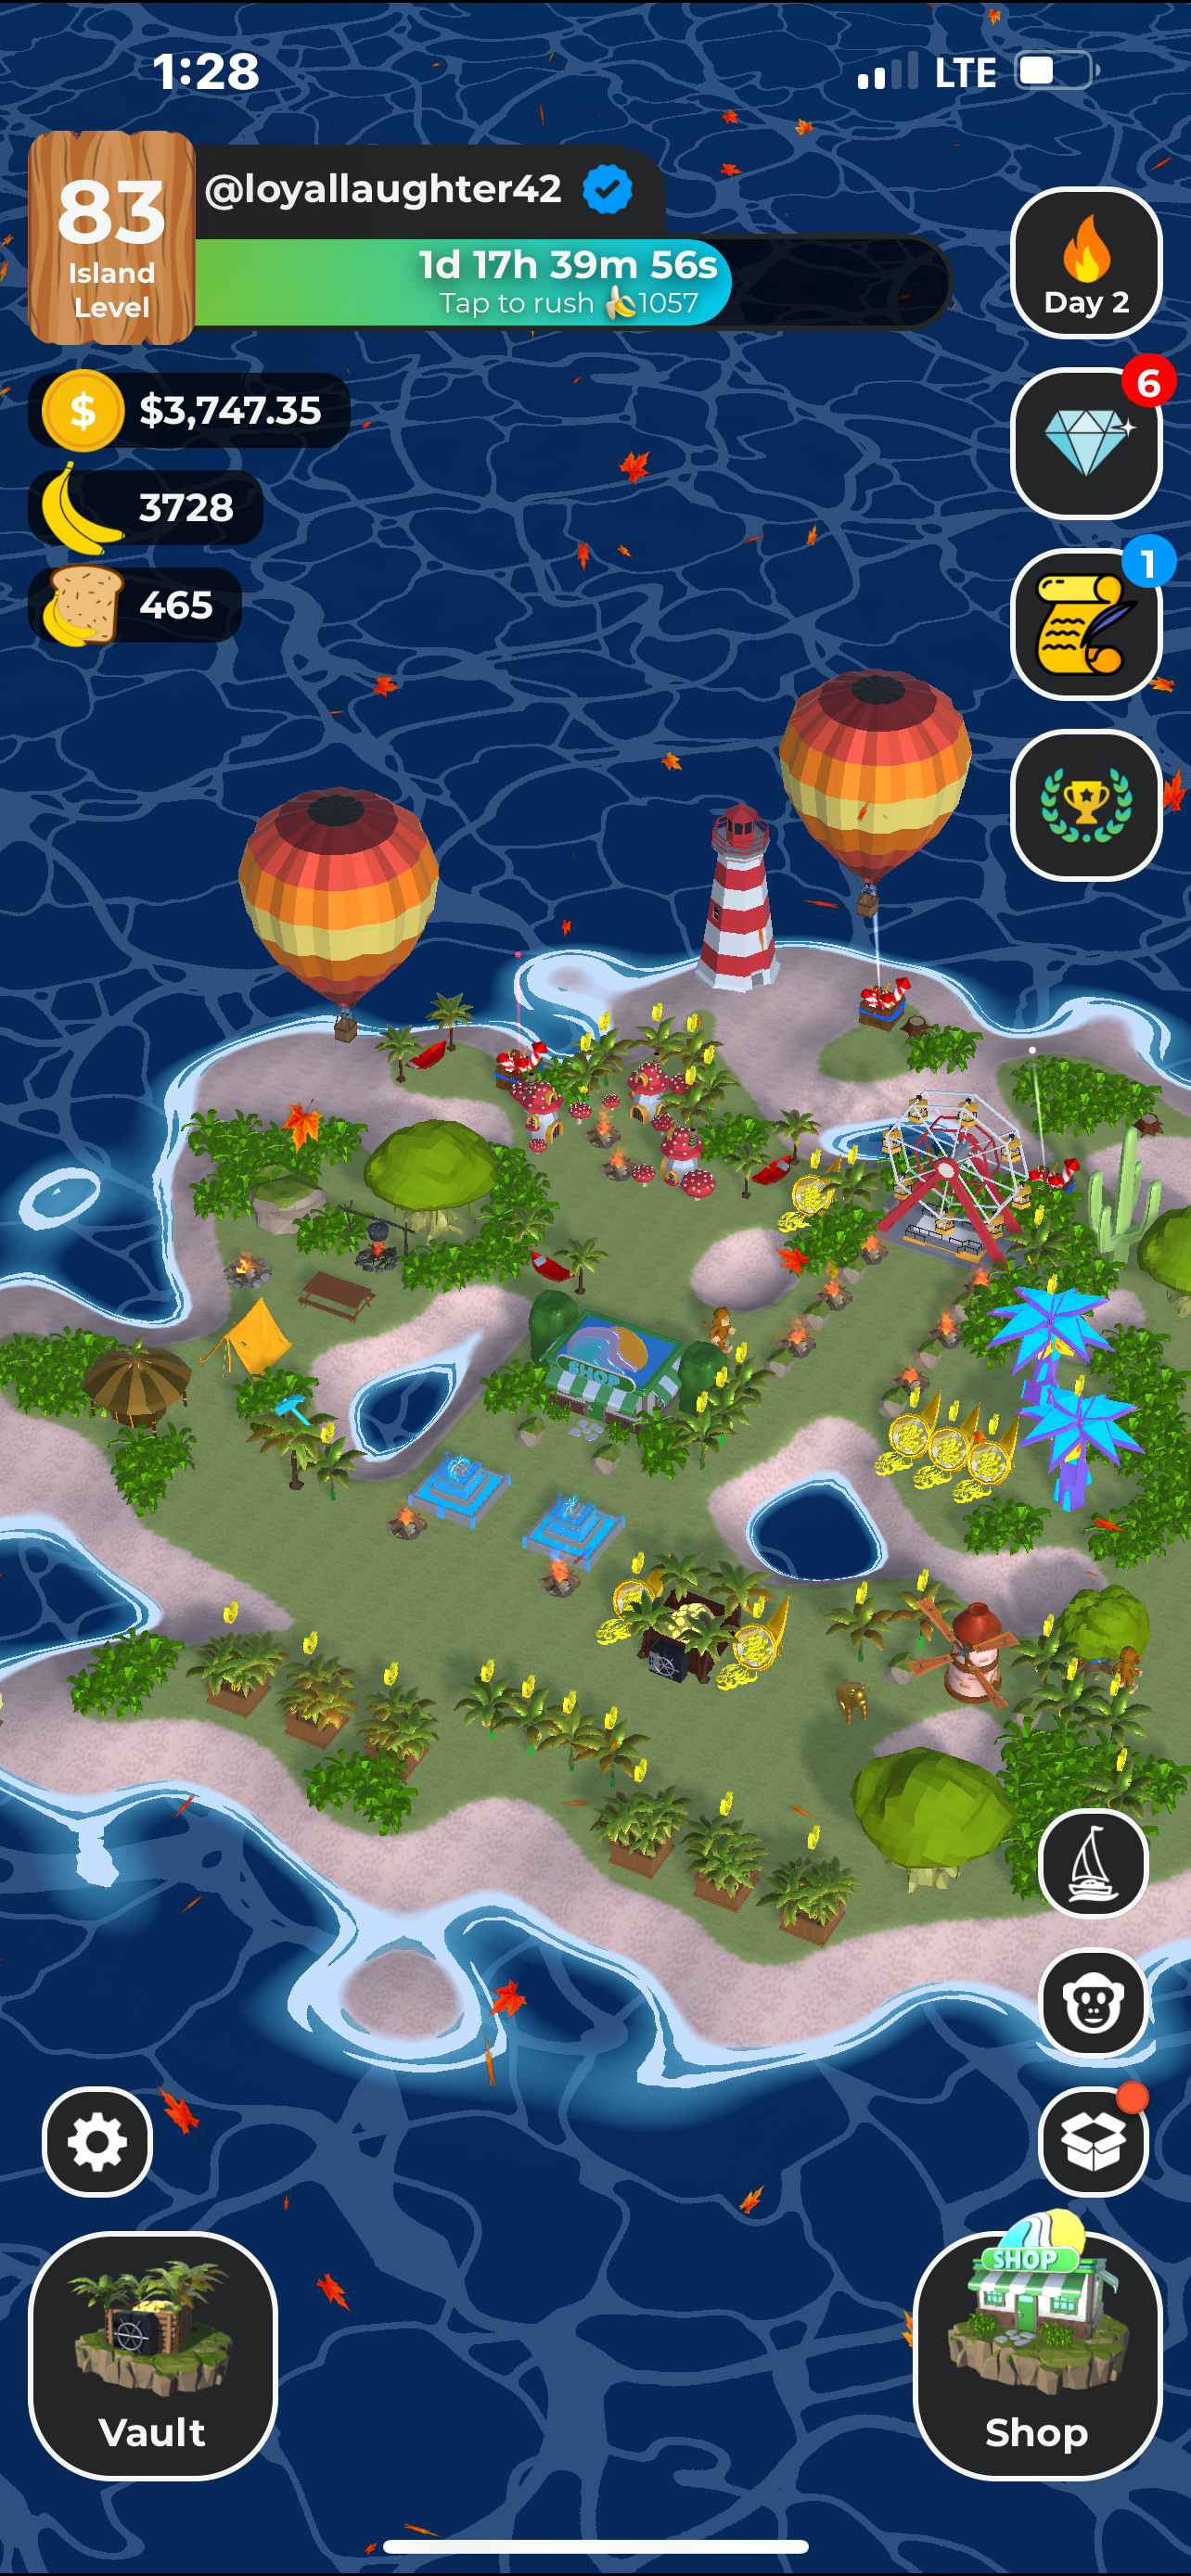 1:28
LTE
83
Island
Level
@loyallaughter42
1d 17h 39m 56s
Tap to rush 🍌1057
Day 2
$
$3,747.35
6
3728
1
465
SHOP
SHOP
Vault
Shop